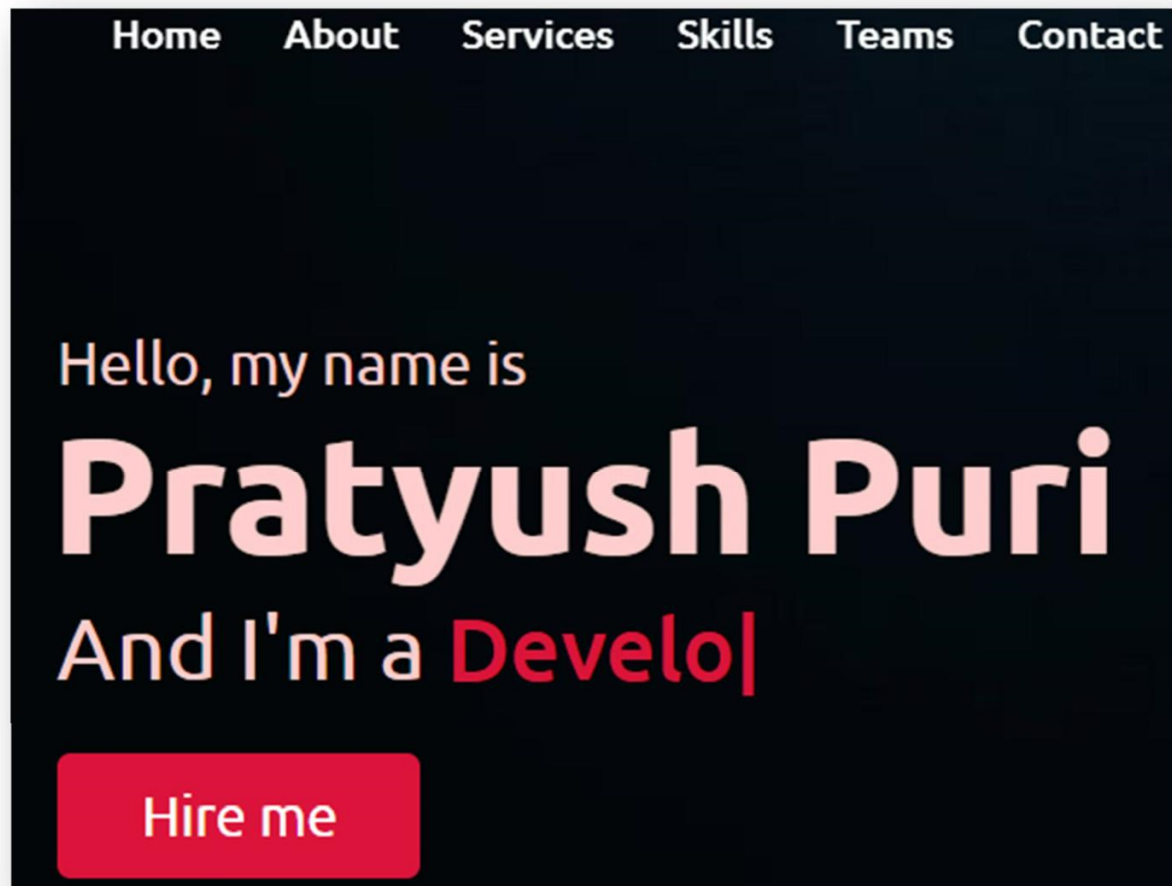 Home About Services Skills Teams Contact
Hello, my name is
Pratyush Puri
And I'm a Develo|
Hire me